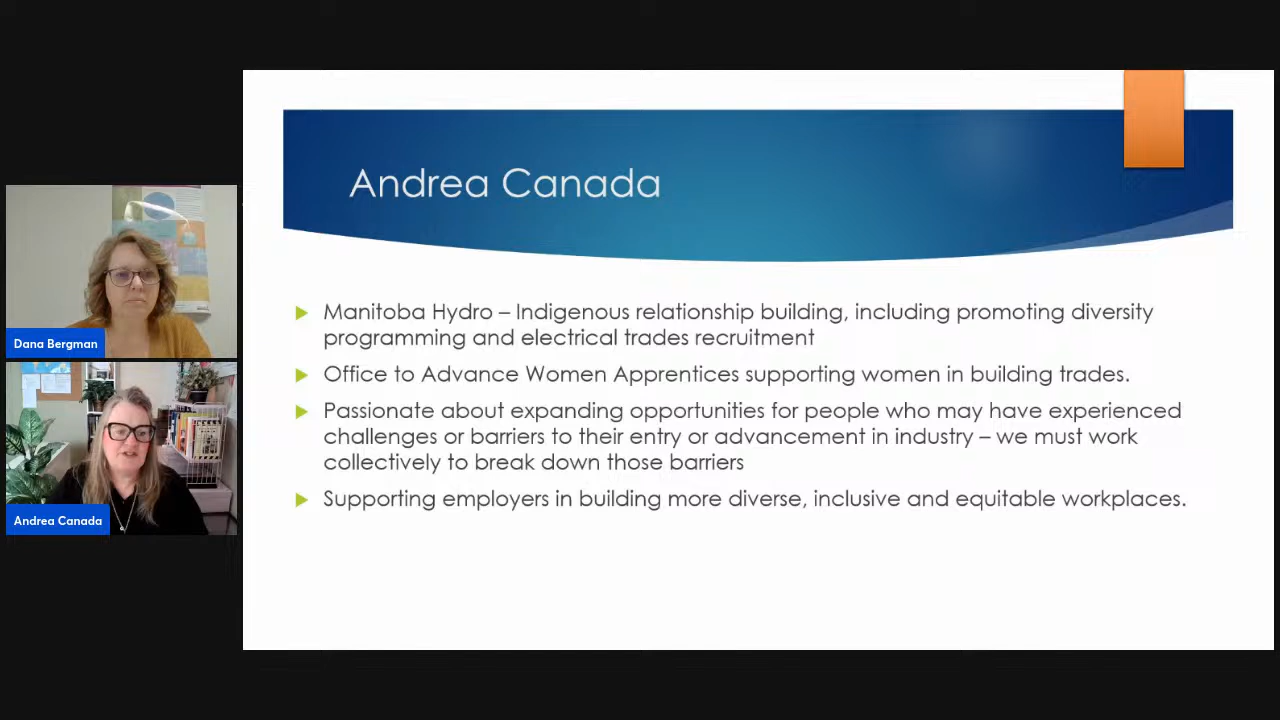 Andrea Canada
Manitoba Hydro – Indigenous relationship building, including promoting diversity
programming and electrical trades recruitment
Office to Advance Women Apprentices supporting women in building trades.
Passionate about expanding opportunities for people who may have experienced
challenges or barriers to their entry or advancement in industry – we must work
collectively to break down those barriers
Supporting employers in building more diverse, inclusive and equitable workplaces.
Dana Bergman
Andrea Canada